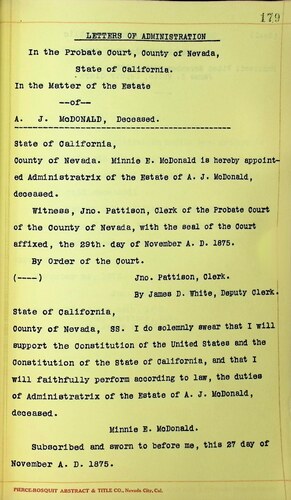 179
LETTERS OF ADMINISTRATION
In the Probate Court, County of Nevada,
State of California.
In the Matter of the Estate
--of--
A. J. McDONALD, Deceased.
State of California,
County of Nevada. Minnie E. McDonald is hereby appoint-
ed Administratrix of the Estate of A. J. McDonald,
deceased.
Witness, Jno. Pattison, Clerk of the Probate Court
of the County of Nevada, with the seal of the Court
affixed, the 29th. day of November A. D. 1875.
By Order of the Court.
(----) Jno. Pattison, Clerk.
By James D. White, Deputy Clerk.
State of California,
County of Nevada, SS. I do solemnly swear that I will
support the Constitution of the United States and the
Constitution of the State of California, and that I
will faithfully perform according to law, the duties
of Administratrix of the Estate of A. J. McDonald,
deceased.
Minnie E. McDonald.
Subscribed and sworn to before me, this 27 day of
November A. D. 1875.
PIERCE-BOSQUIT ABSTRACT & TITLE CO., Nevada City, Cal.